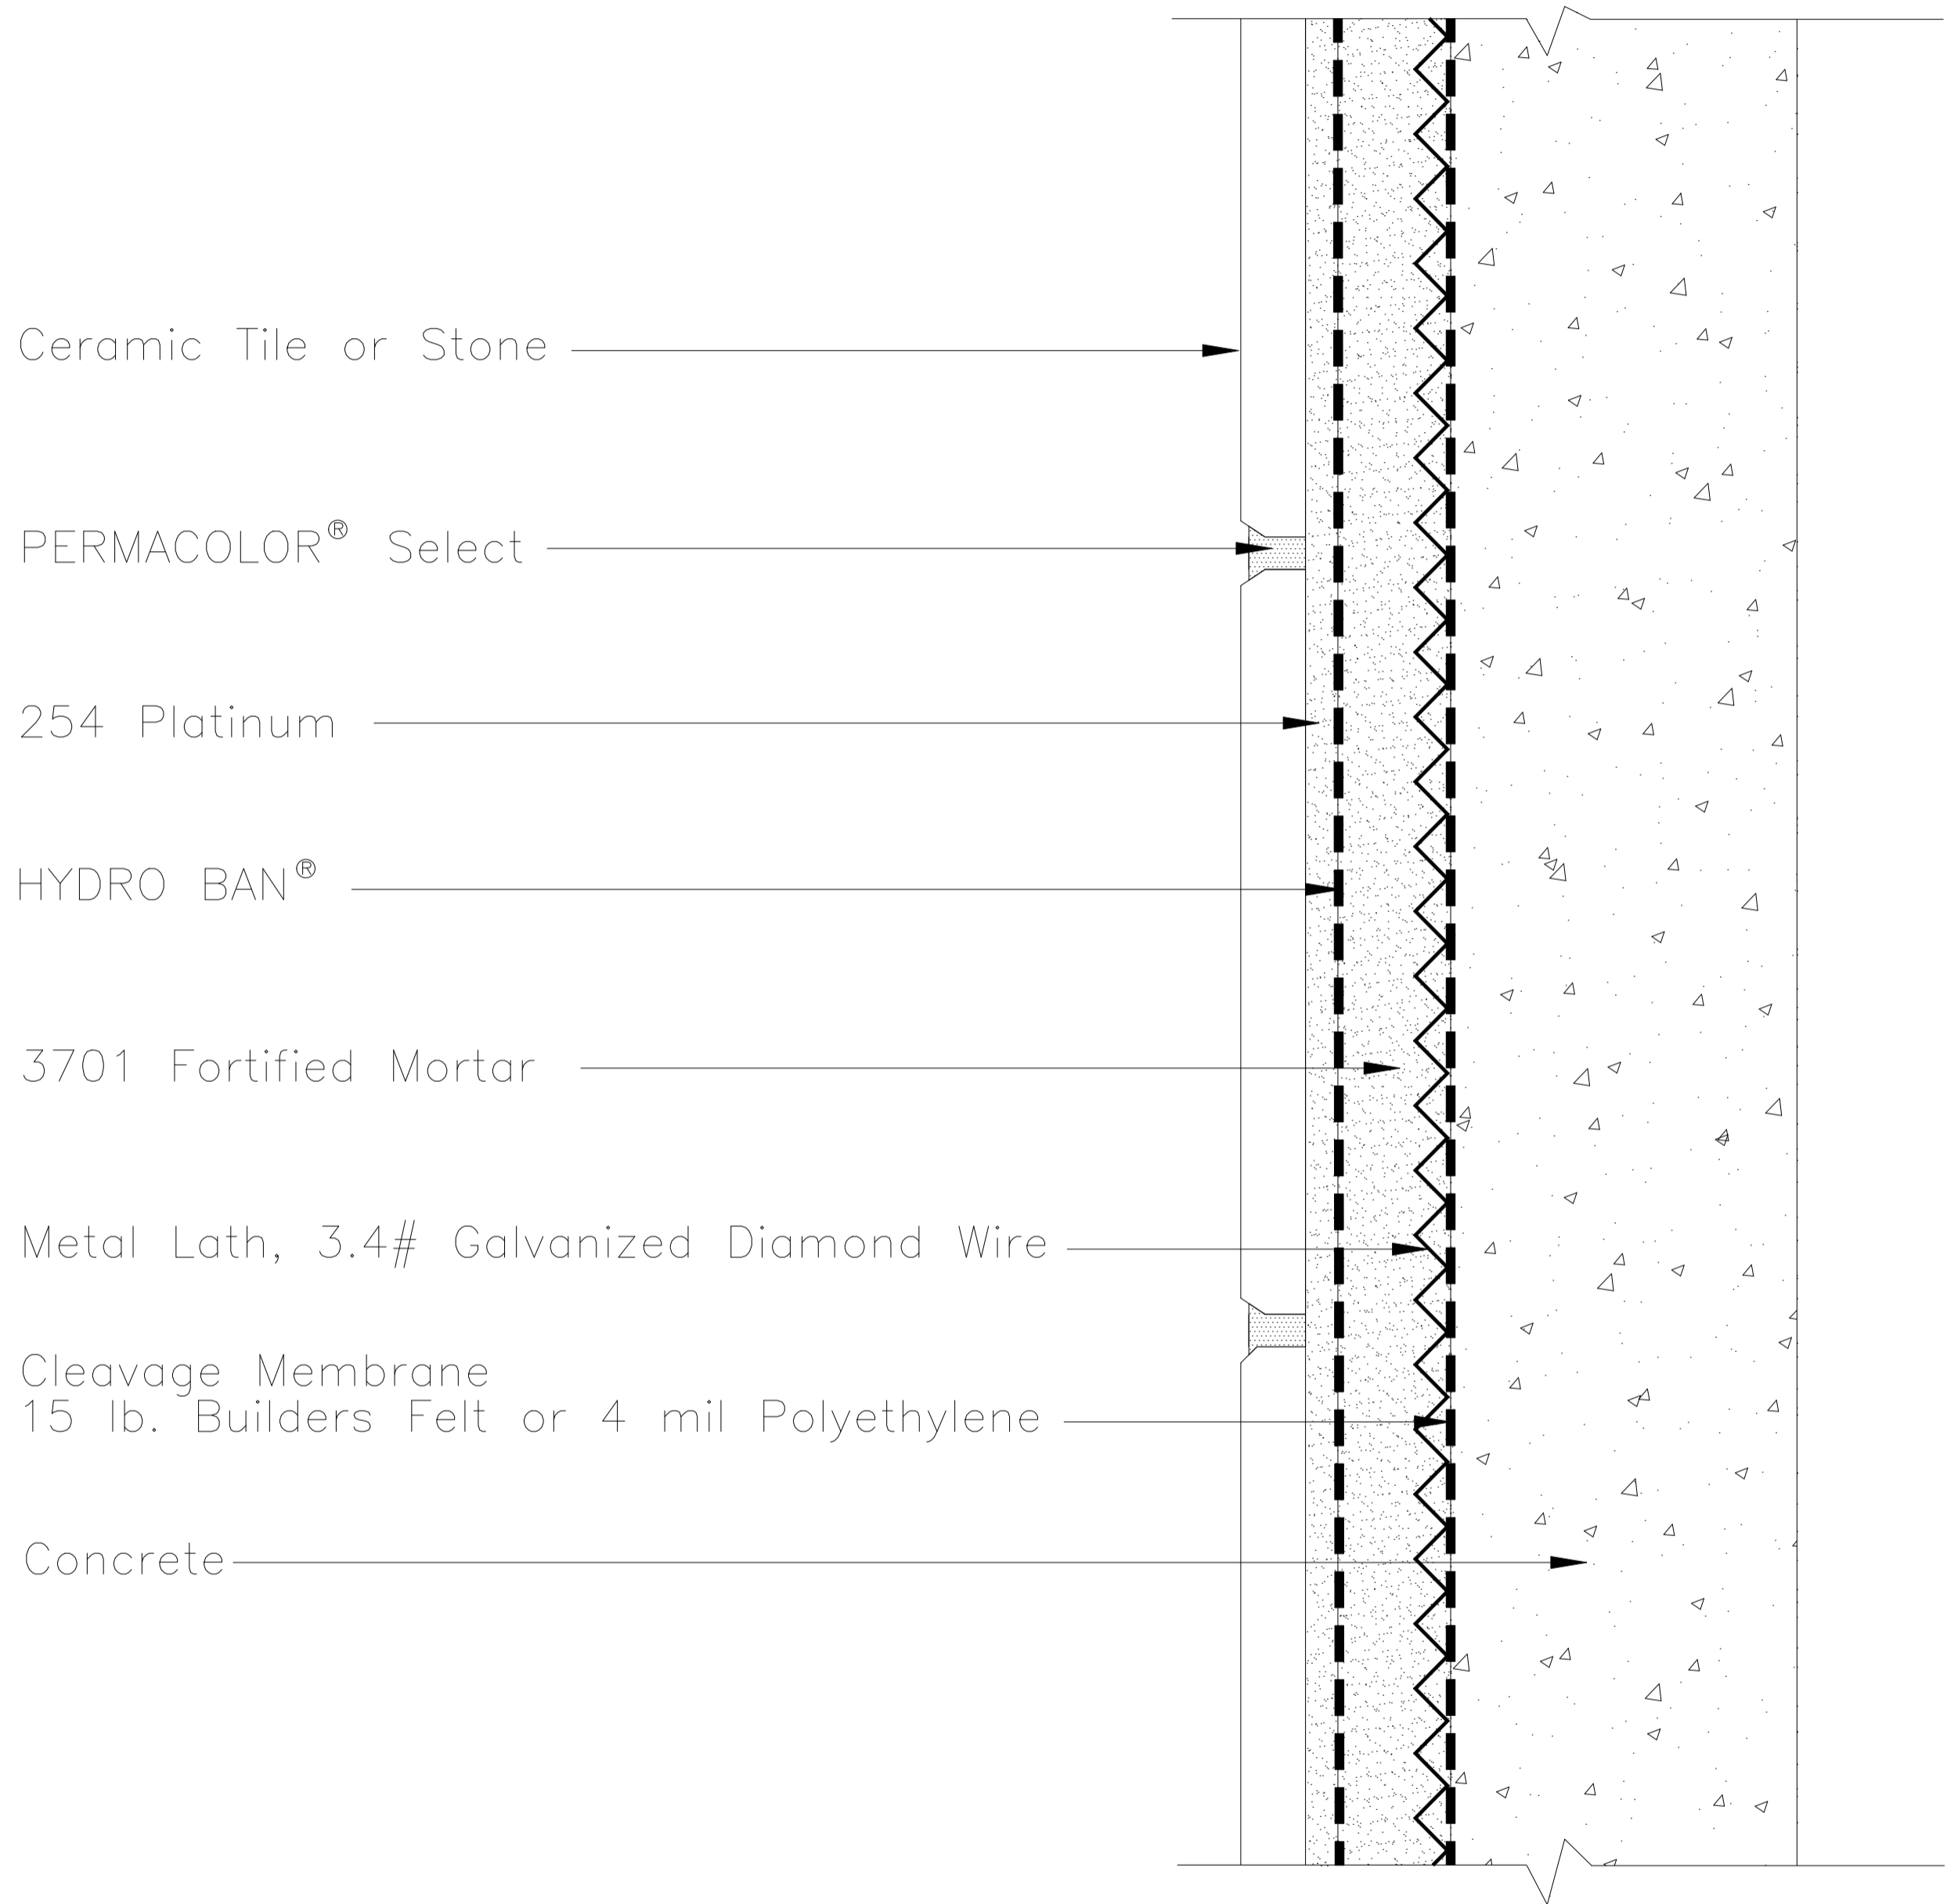 Ceramic Tile or Stone
PERMACOLOR® Select
254 Platinum
HYDRO BAN®
3701 Fortified Mortar
Metal Lath, 3.4# Galvanized Diamond Wire
Cleavage Membrane
15 lb. Builders Felt or 4 mil Polyethylene
Concrete